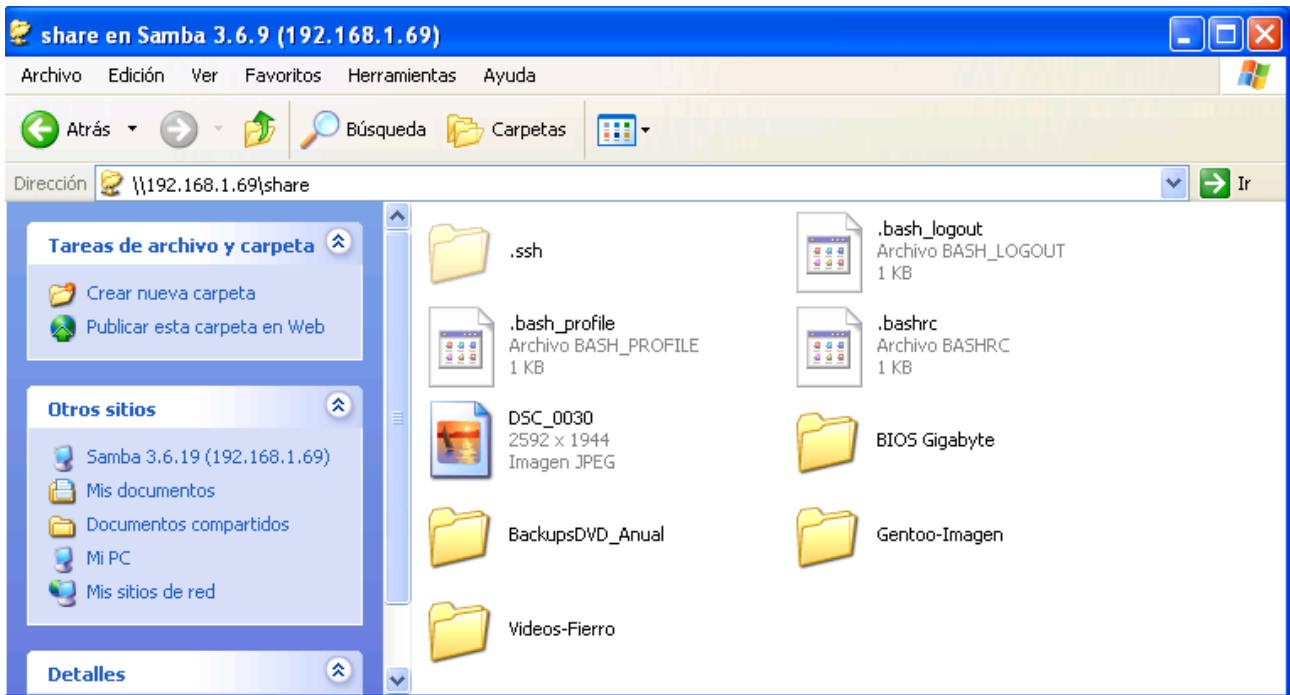 share en Samba 3.6.9 (192.168.1.69)
Archivo Edición Ver Favoritos Herramientas Ayuda
Atrás Búsqueda Carpetas
Dirección \\192.168.1.69\share Ir
Tareas de archivo y carpeta
Crear nueva carpeta
Publicar esta carpeta en Web
Otros sitios
Samba 3.6.19 (192.168.1.69)
Mis documentos
Documentos compartidos
Mi PC
Mis sitios de red
Detalles
.ssh
.bash_logout
Archivo BASH_LOGOUT
1 KB
.bash_profile
Archivo BASH_PROFILE
1 KB
.bashrc
Archivo BASHRC
1 KB
DSC_0030
2592 x 1944
Imagen JPEG
BIOS Gigabyte
BackupsDVD_Anual
Gentoo-Imagen
Videos-Fierro